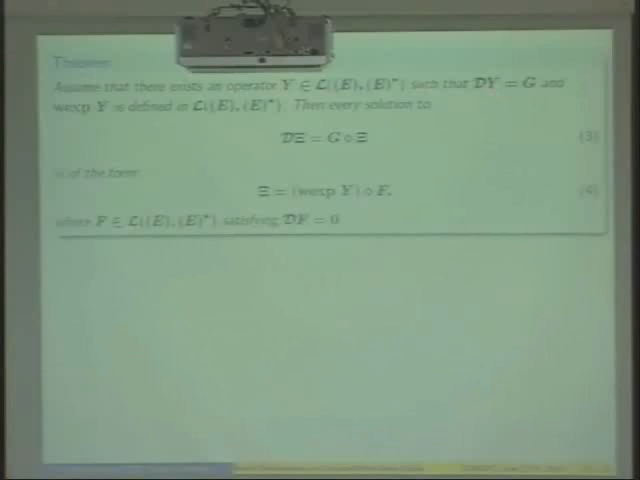 Theorem
Assume that there exists an operator Y ∈ 𝓛((E), (E)*) such that 𝓓Y = G and
wexp Y is defined in 𝓛((E), (E)*). Then every solution to
𝓓Ξ = G ⋄ Ξ (3)
is of the form:
Ξ = (wexp Y) ⋄ F, (4)
where F ∈ 𝓛((E), (E)*) satisfying 𝓓F = 0